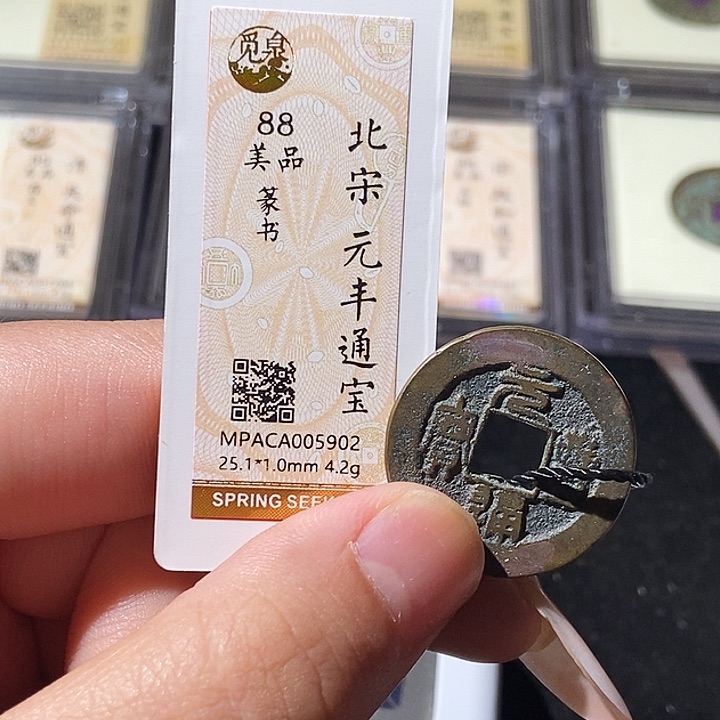 觅泉
88
美品
篆书
北宋 元丰通宝
MPACA005902
25.1*1.0mm 4.2g
SPRING SEE
元
通